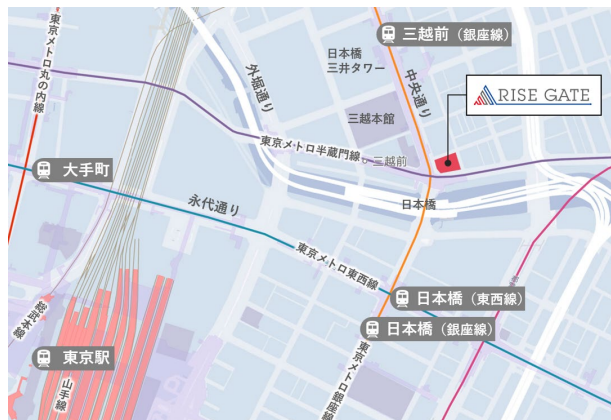 三越前（銀座線）
日本橋
三井タワー
中央通り
外堀通り
東京メトロ丸の内線
RISE GATE
三越本館
東京メトロ半蔵門線
三越前
大手町
永代通り
日本橋
東京メトロ東西線
日本橋（東西線）
日本橋（銀座線）
総武本線
東京駅
山手線
東京メトロ銀座線